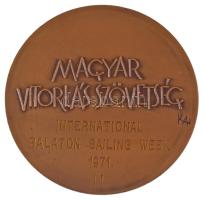 MAGYAR
VITORLÁS SZÖVETSÉG
INTERNATIONAL
BALATON SAILING WEEK
1971.